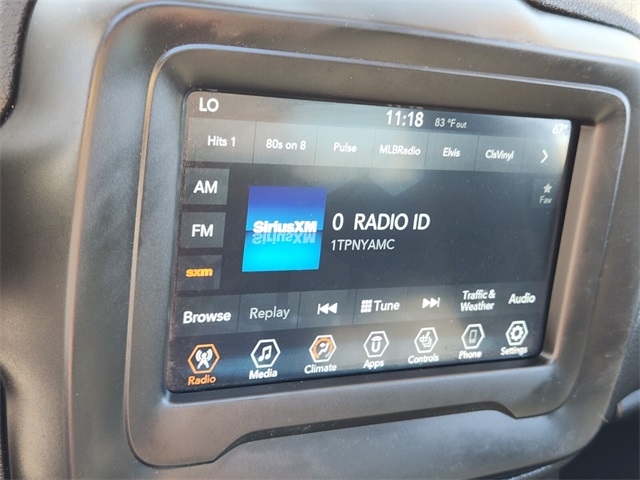 LO 11:18 83 °F out 67
Hits 1 80s on 8 Pulse MLBRadio Elvis ClsVinyl
AM
FM
sxm
SiriusXM
0 RADIO ID
1TPNYAMC
Fav
Browse Replay Tune Traffic & Weather Audio
Radio Media Climate Apps Controls Phone Settings